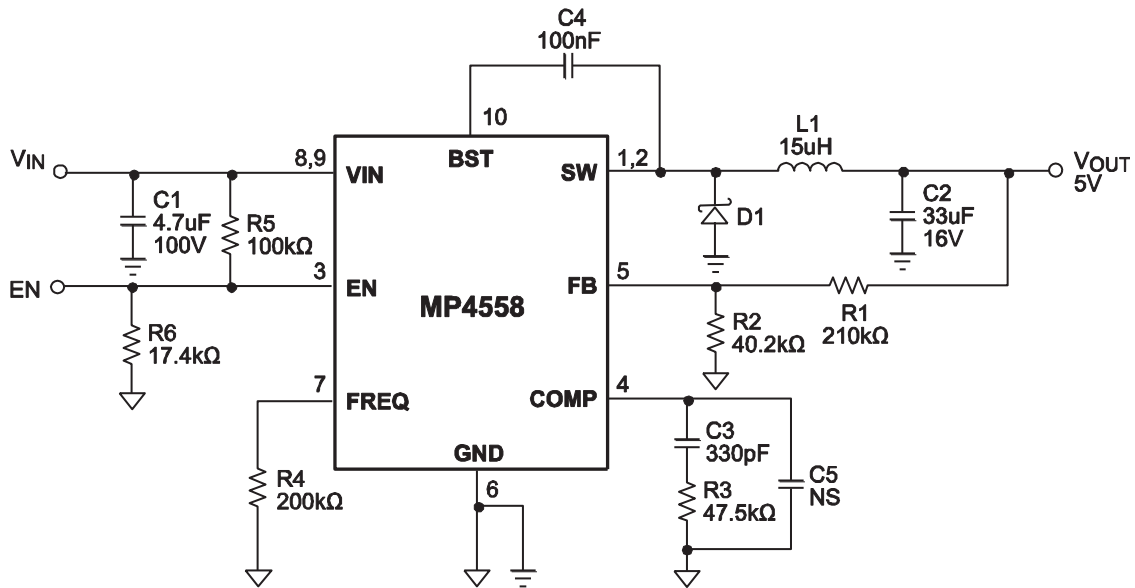 C4
100nF
10
VIN
8,9
VIN
BST
SW
1,2
L1
15uH
VOUT
5V
C1
4.7uF
100V
R5
100kΩ
D1
C2
33uF
16V
EN
3
EN
MP4558
FB
5
R6
17.4kΩ
R2
40.2kΩ
R1
210kΩ
7
FREQ
COMP
4
GND
6
R4
200kΩ
C3
330pF
R3
47.5kΩ
C5
NS